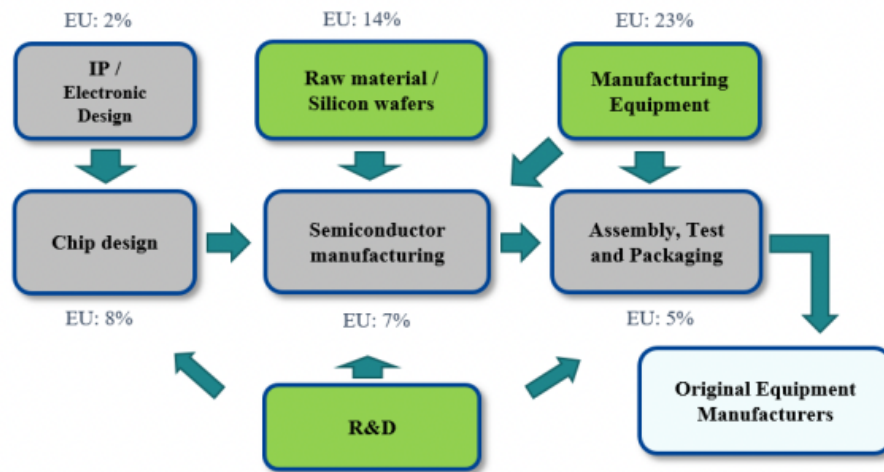 EU: 2%
EU: 14%
EU: 23%
IP /
Electronic
Design
Raw material /
Silicon wafers
Manufacturing
Equipment
Chip design
Semiconductor
manufacturing
Assembly, Test
and Packaging
EU: 8%
EU: 7%
EU: 5%
R&D
Original Equipment
Manufacturers